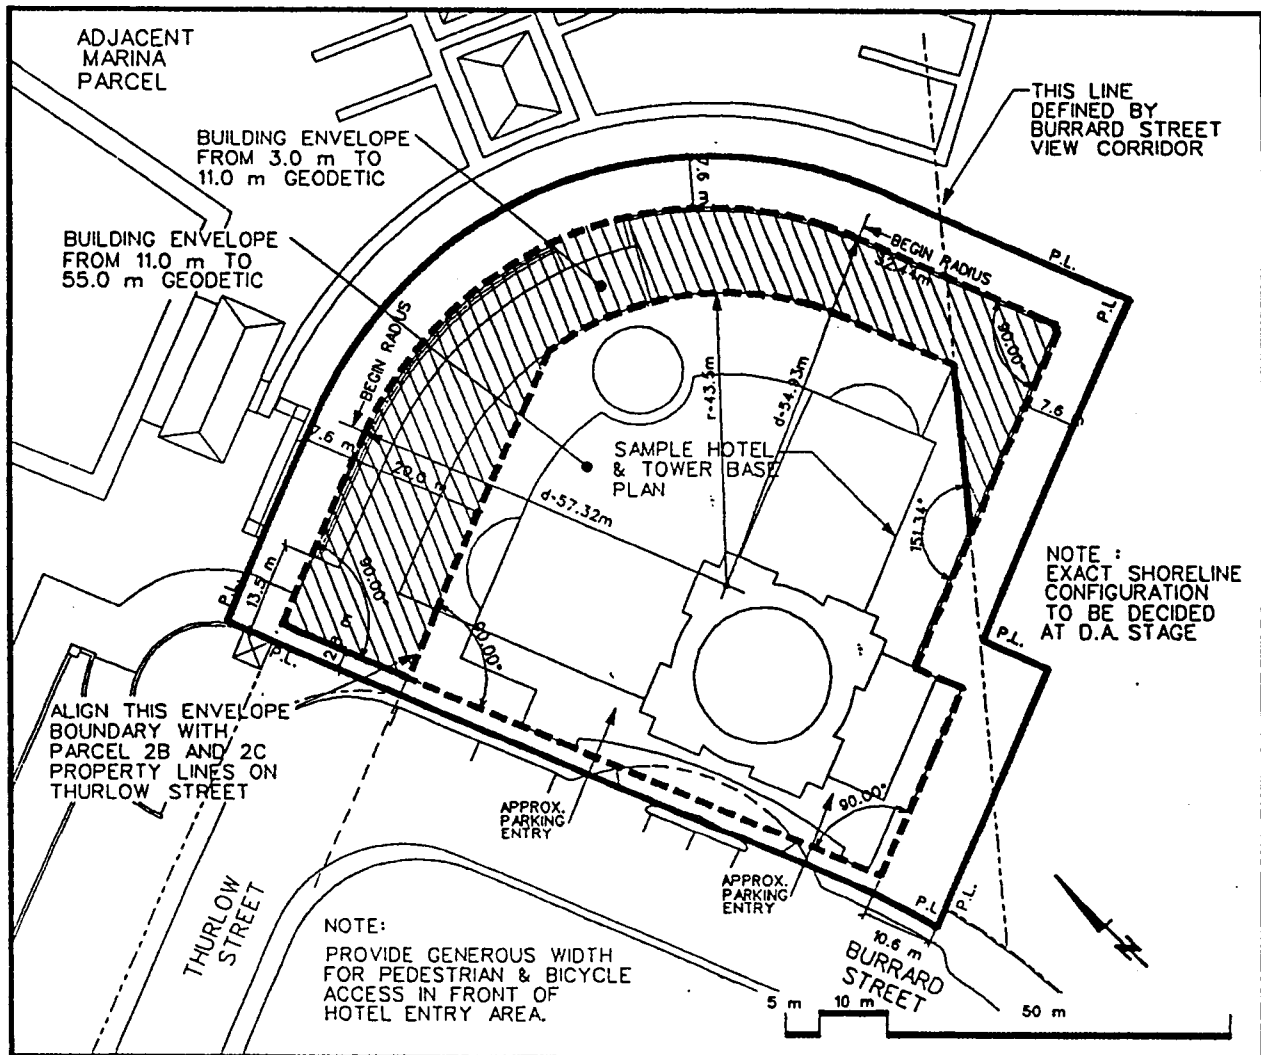 ADJACENT
MARINA
PARCEL
THIS LINE
DEFINED BY
BURRARD STREET
VIEW CORRIDOR
BUILDING ENVELOPE
FROM 3.0 m TO
11.0 m GEODETIC
7.6 m
BUILDING ENVELOPE
FROM 11.0 m TO
55.0 m GEODETIC
BEGIN RADIUS
32.44m
P.L.
P.L.
90.00°
BEGIN RADIUS
r=43.5m
d=54.93m
7.6
7.6 m
20.0 m
d=57.32m
SAMPLE HOTEL
& TOWER BASE
PLAN
151.34°
NOTE :
EXACT SHORELINE
CONFIGURATION
TO BE DECIDED
AT D.A. STAGE
P.L.
P.L.
13.5 m
90.00°
90.00°
P.L.
ALIGN THIS ENVELOPE
BOUNDARY WITH
PARCEL 2B AND 2C
PROPERTY LINES ON
THURLOW STREET
APPROX.
PARKING
ENTRY
90.00°
APPROX.
PARKING
ENTRY
P.L.
P.L.
THURLOW
STREET
NOTE:
PROVIDE GENEROUS WIDTH
FOR PEDESTRIAN & BICYCLE
ACCESS IN FRONT OF
HOTEL ENTRY AREA.
10.6 m
BURRARD
STREET
N
5 m 10 m 50 m